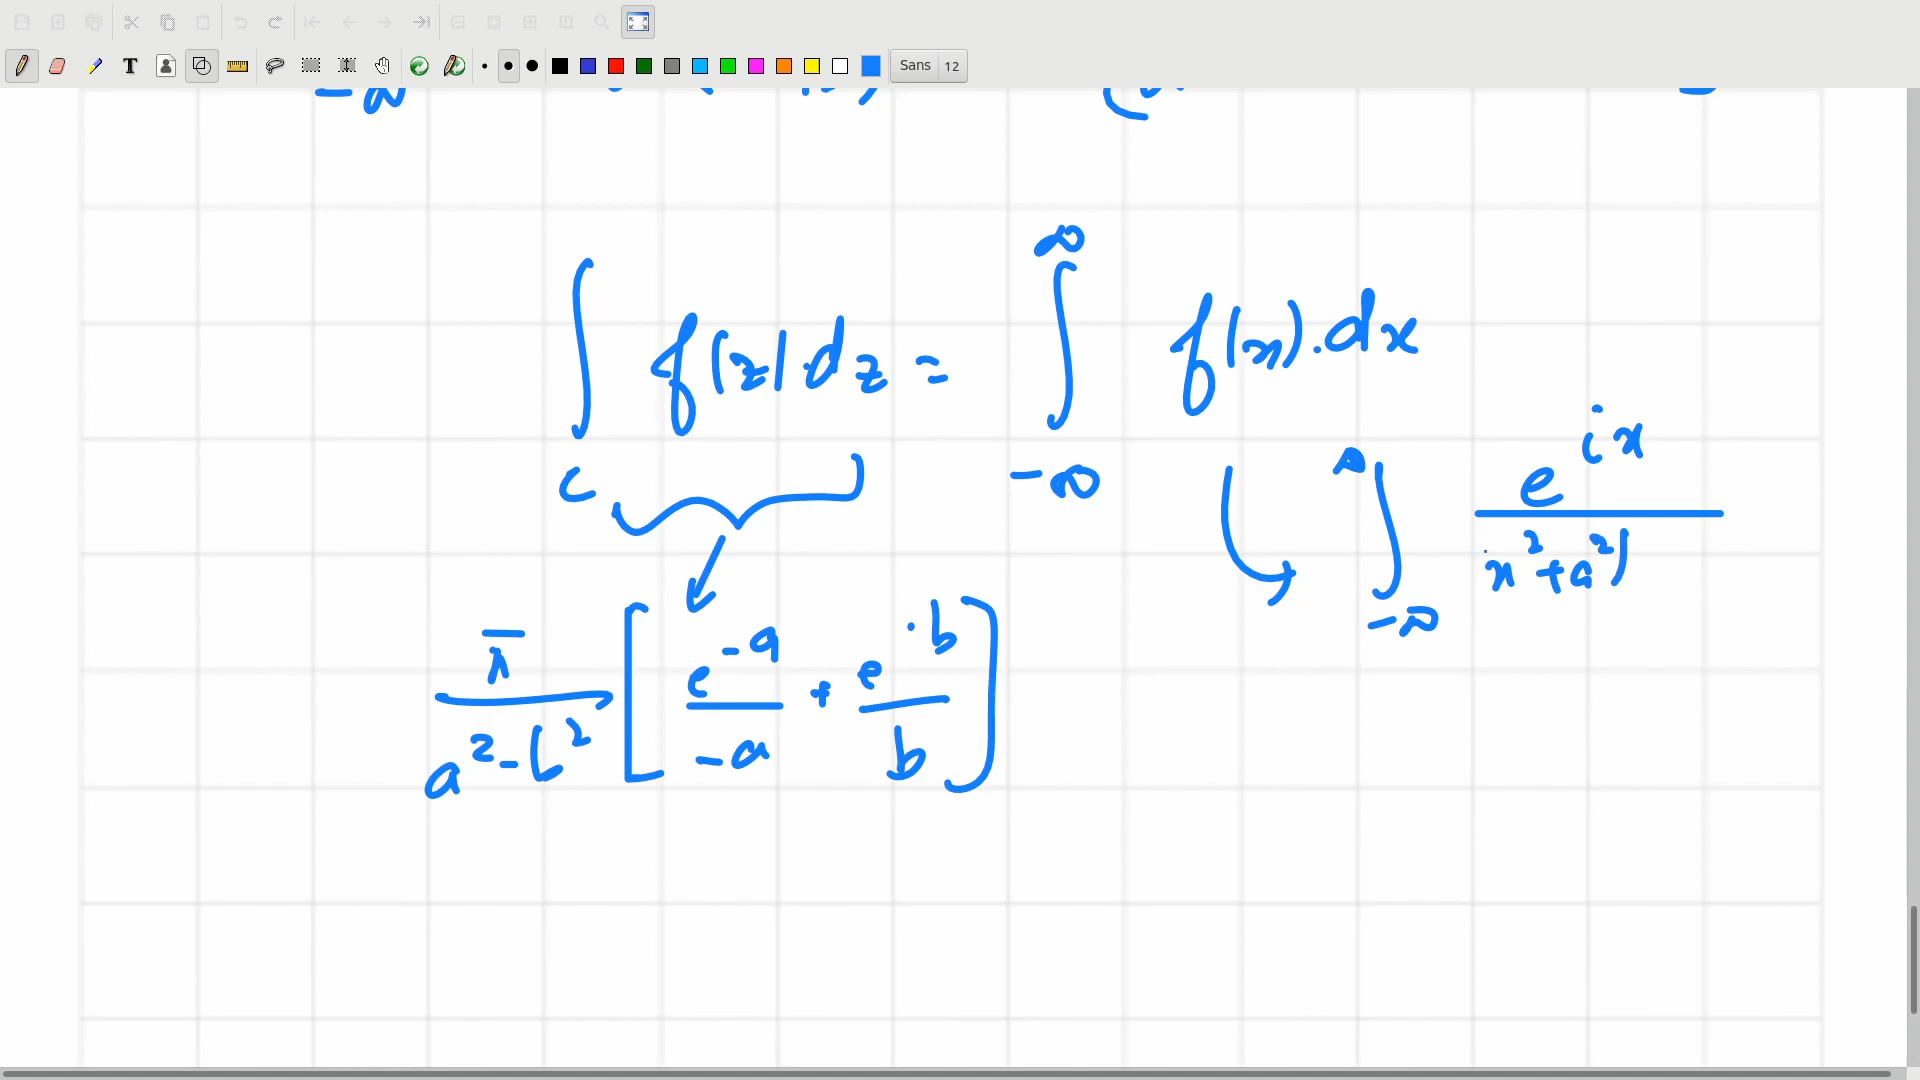 Sans 12
∫_C f(z).dz = ∫_{-∞}^{∞} f(x).dx
∫_{-∞}^{∞} e^{ix} / x²+a²)
π / a²-b² [ e^{-a} / -a + e^{·b} / b ]